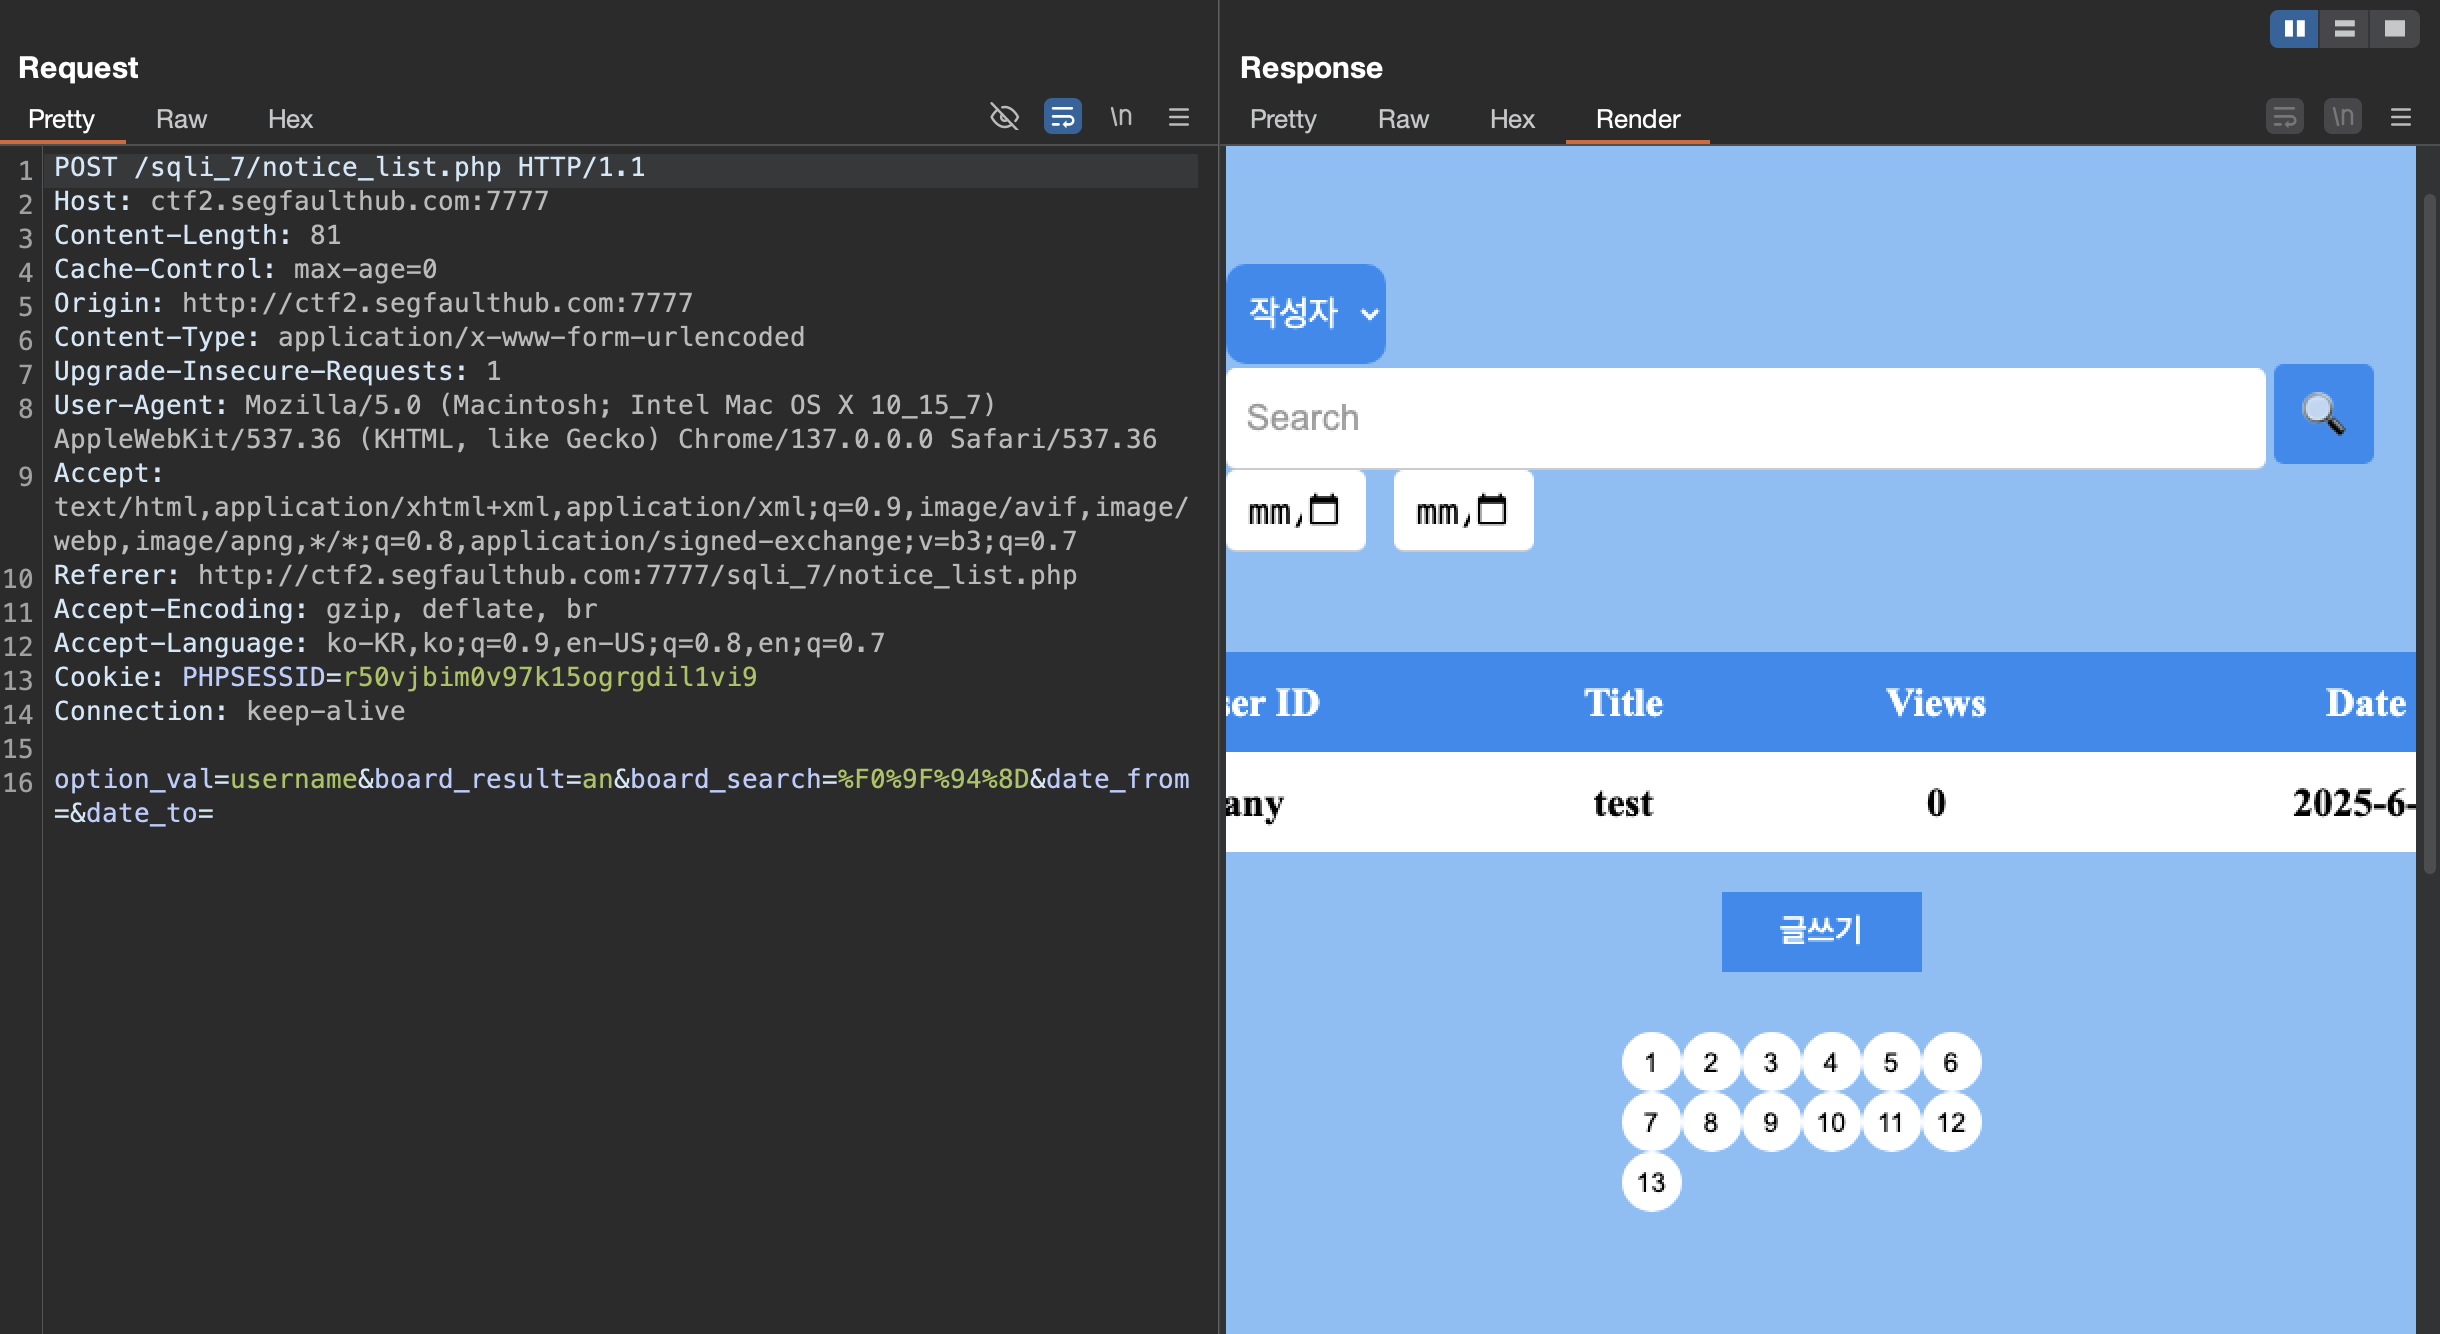 Request
Pretty Raw Hex \n
1 POST /sqli_7/notice_list.php HTTP/1.1
2 Host: ctf2.segfaulthub.com:7777
3 Content-Length: 81
4 Cache-Control: max-age=0
5 Origin: http://ctf2.segfaulthub.com:7777
6 Content-Type: application/x-www-form-urlencoded
7 Upgrade-Insecure-Requests: 1
8 User-Agent: Mozilla/5.0 (Macintosh; Intel Mac OS X 10_15_7)
AppleWebKit/537.36 (KHTML, like Gecko) Chrome/137.0.0.0 Safari/537.36
9 Accept:
text/html,application/xhtml+xml,application/xml;q=0.9,image/avif,image/
webp,image/apng,*/*;q=0.8,application/signed-exchange;v=b3;q=0.7
10 Referer: http://ctf2.segfaulthub.com:7777/sqli_7/notice_list.php
11 Accept-Encoding: gzip, deflate, br
12 Accept-Language: ko-KR,ko;q=0.9,en-US;q=0.8,en;q=0.7
13 Cookie: PHPSESSID=r50vjbim0v97k15ogrgdil1vi9
14 Connection: keep-alive
15
16 option_val=username&board_result=an&board_search=%F0%9F%94%8D&date_from
=&date_to=
Response
Pretty Raw Hex Render \n
작성자
Search
mm, mm,
ser ID Title Views Date
any test 0 2025-6-
글쓰기
1 2 3 4 5 6
7 8 9 10 11 12
13